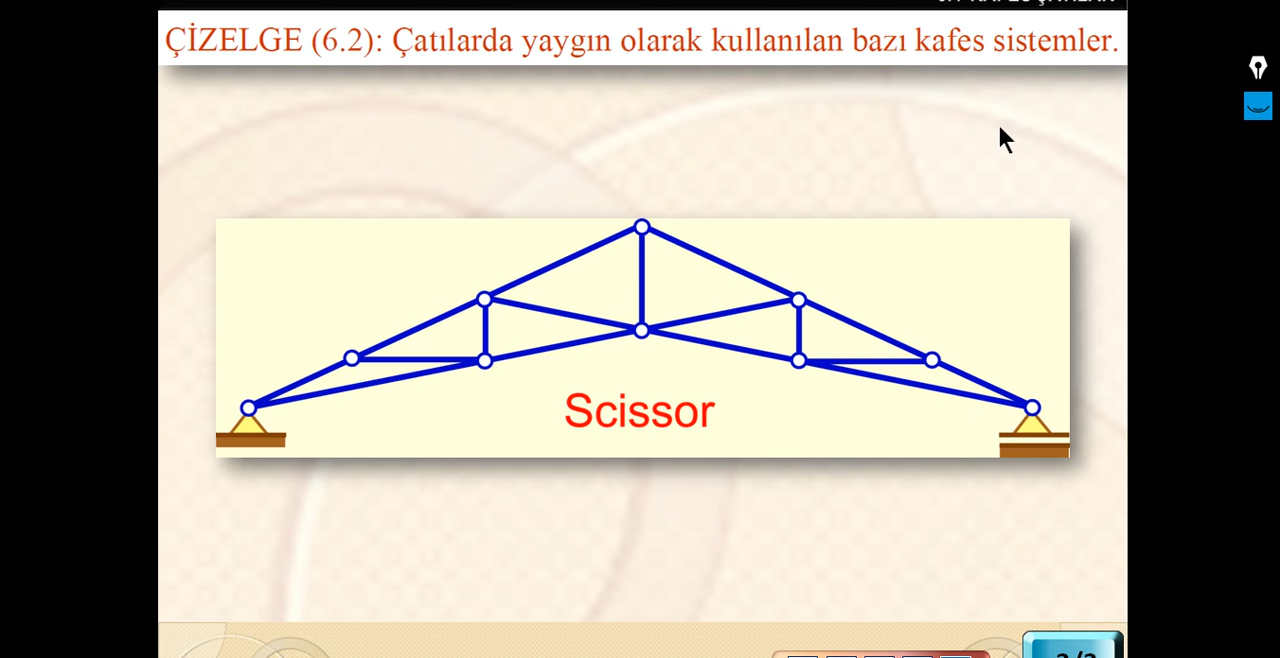 ÇİZELGE (6.2): Çatılarda yaygın olarak kullanılan bazı kafes sistemler.
Scissor